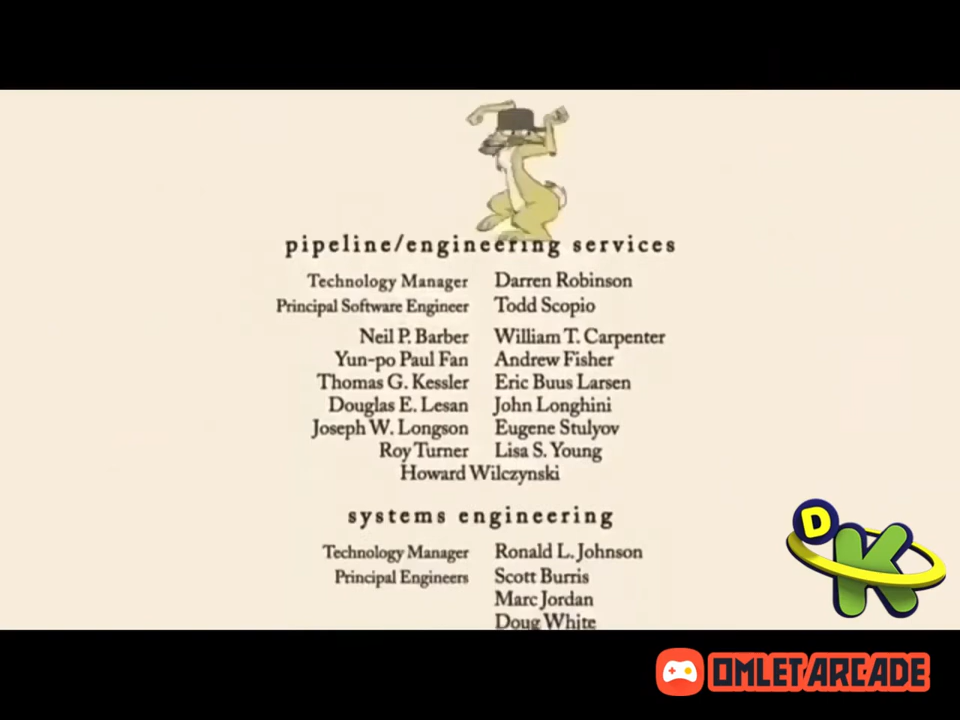 pipeline/engineering services
Technology Manager Darren Robinson
Principal Software Engineer Todd Scopio
Neil P. Barber William T. Carpenter
Yun-po Paul Fan Andrew Fisher
Thomas G. Kessler Eric Buus Larsen
Douglas E. Lesan John Longhini
Joseph W. Longson Eugene Stulyov
Roy Turner Lisa S. Young
Howard Wilczynski
systems engineering
Technology Manager Ronald L. Johnson
Principal Engineers Scott Burris
Marc Jordan
Doug White
D K
OMLET ARCADE